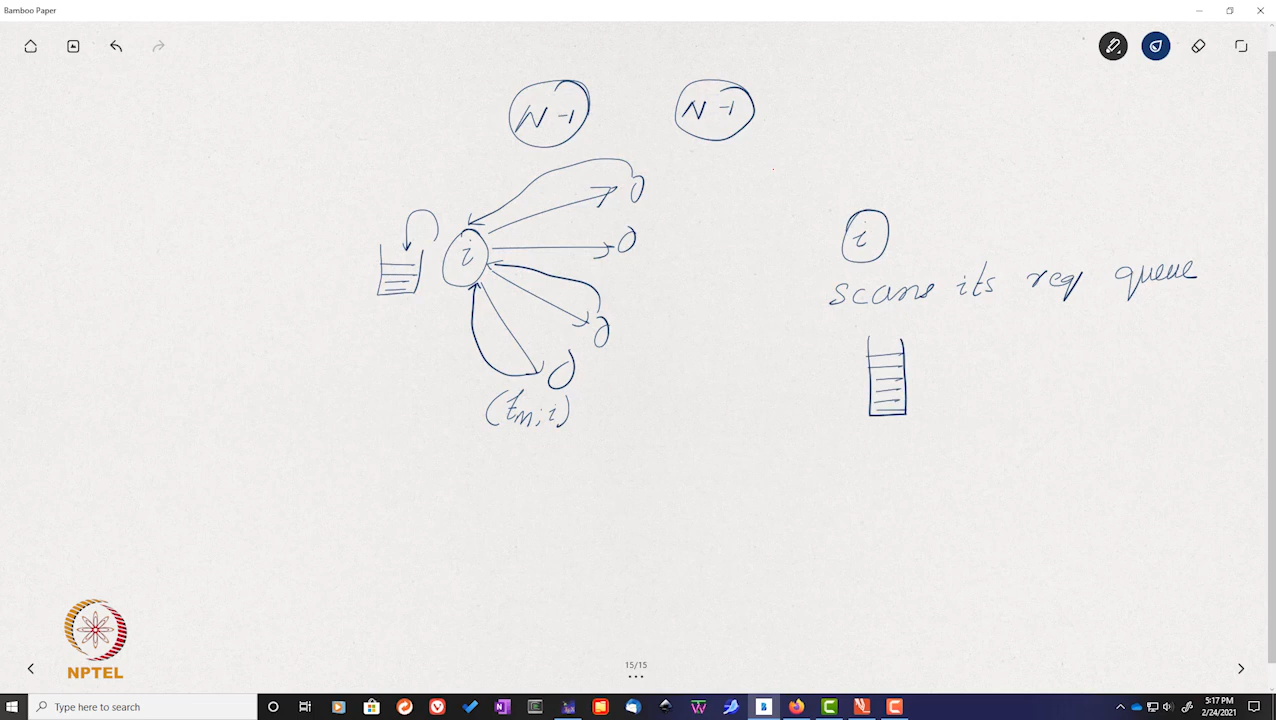 Bamboo Paper
N-1 N-1
i
i
scans its req queue
(tm, i)
NPTEL
15/15
Type here to search
5:17 PM
2/24/2021